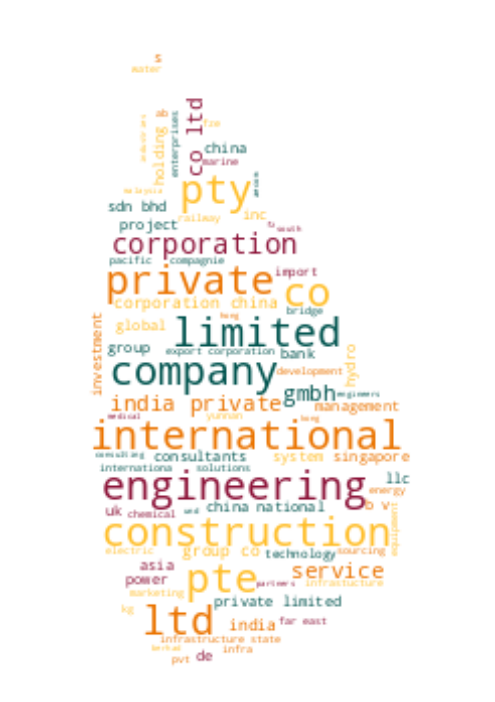 s
water
co ltd
fze
industries
holding
ab
enterprises
china
marine
malaysia
pty
sdn bhd
railway
inc
project
south
corporation
pacific
compagnie
private
import
co
corporation china
bridge
hong
global
limited
investment
group
export corporation
bank
hydro
company
development
gmbh
engineers
india private
management
medical
yunnan
kong
international
consulting
consultants
system
singapore
internationa
solutions
engineering
llc
energy
uk
chemical
and
china national
b v
construction
equipment
electric
group co
technology
sourcing
asia
power
pte
partners
service
infrastucture
marketing
private limited
kg
ltd
india
far east
infrastructure state
berhad
infra
pvt
de